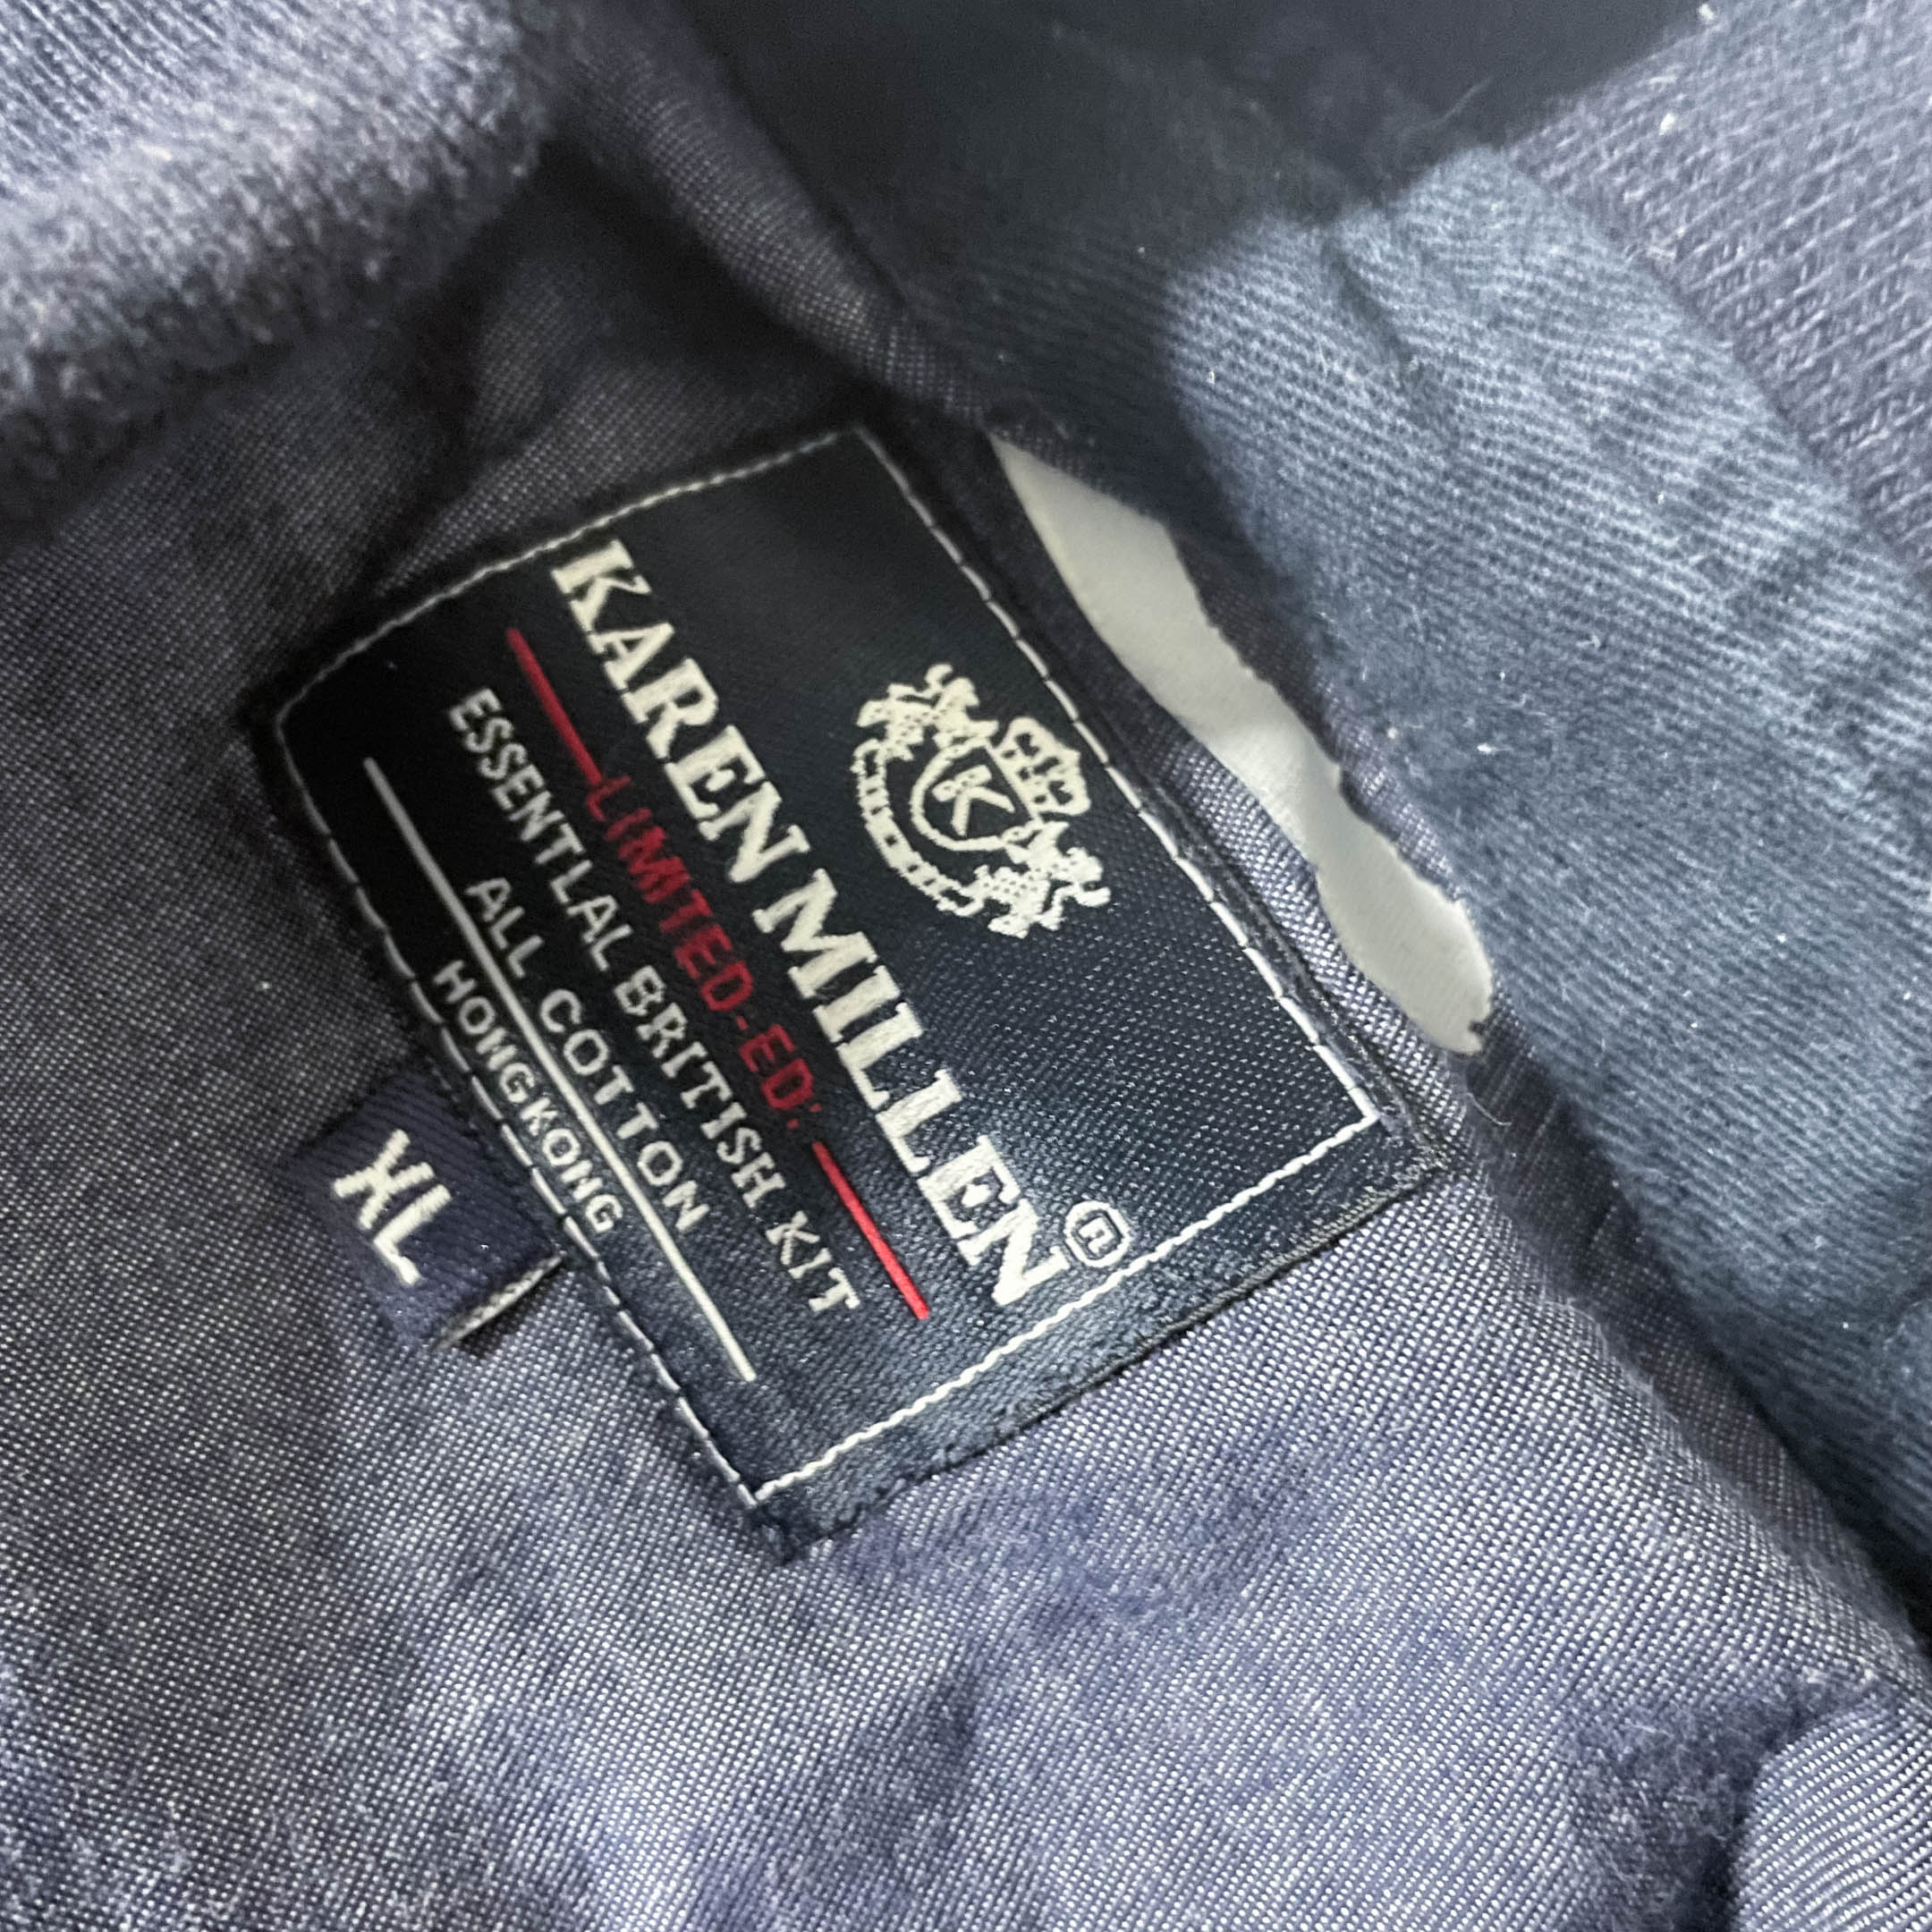 K
KAREN MILLEN®
LIMITED-ED:
ESSENTLAL BRITISH KIT
ALL COTTON
HONGKONG
XL